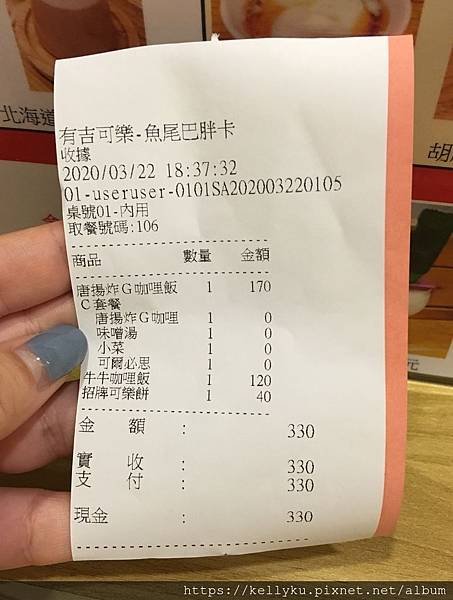 北海道
胡
有吉可樂-魚尾巴胖卡
收據
2020/03/22 18:37:32
01-useruser-0101SA202003220105
桌號01-內用
取餐號碼:106
商品 數量 金額
唐揚炸G咖哩飯 1 170
C套餐
唐揚炸G咖哩 1 0
味噌湯 1 0
小菜 1 0
可爾必思 1 0
牛牛咖哩飯 1 120
招牌可樂餅 1 40
金 額 : 330
實 收 : 330
支 付 : 330
現金 : 330
元
https://kellyku.pixnet.net/album